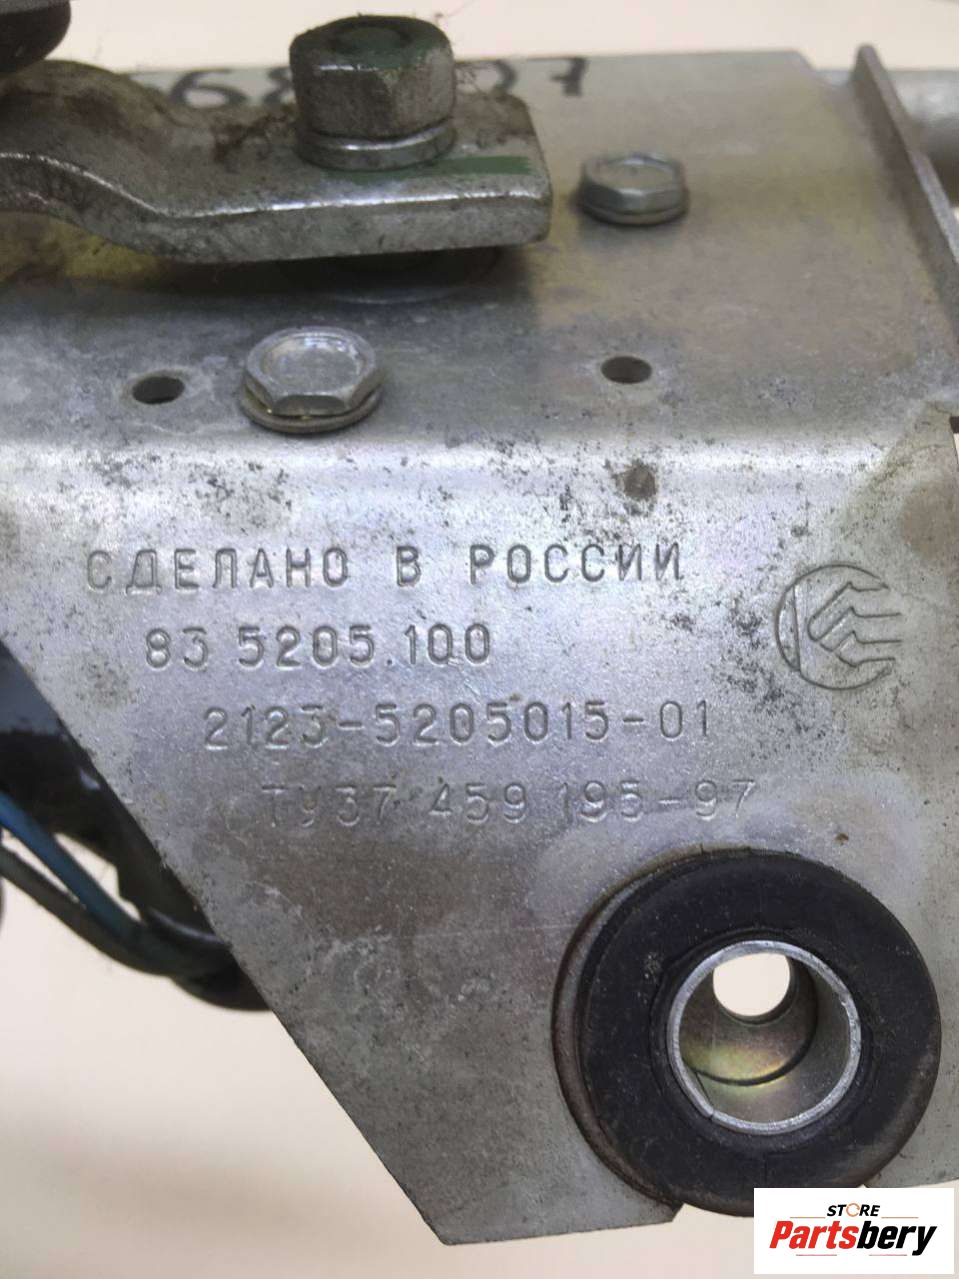 СДЕЛАНО В РОССИИ
83 5205.100
2123-5205015-01
ТУ37 459 195-97
STORE
Partsbery